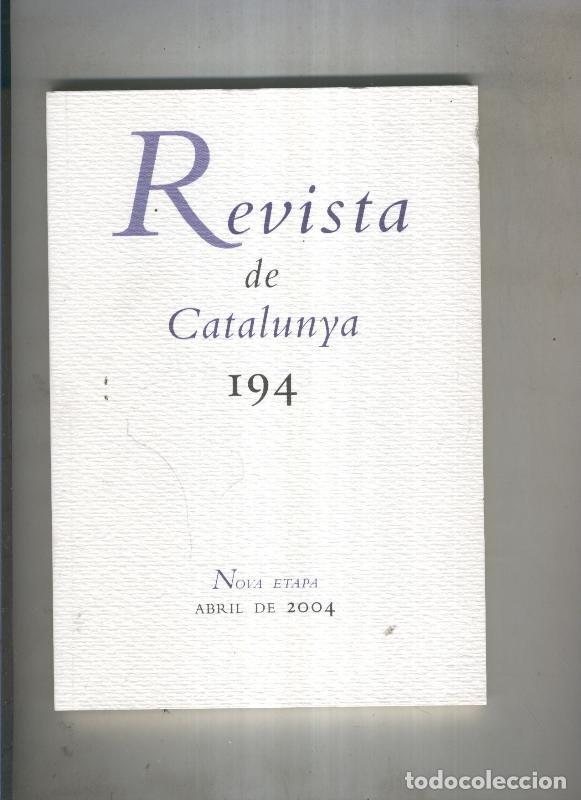 Revista
de
Catalunya
194
Nova etapa
ABRIL DE 2004
todocoleccion